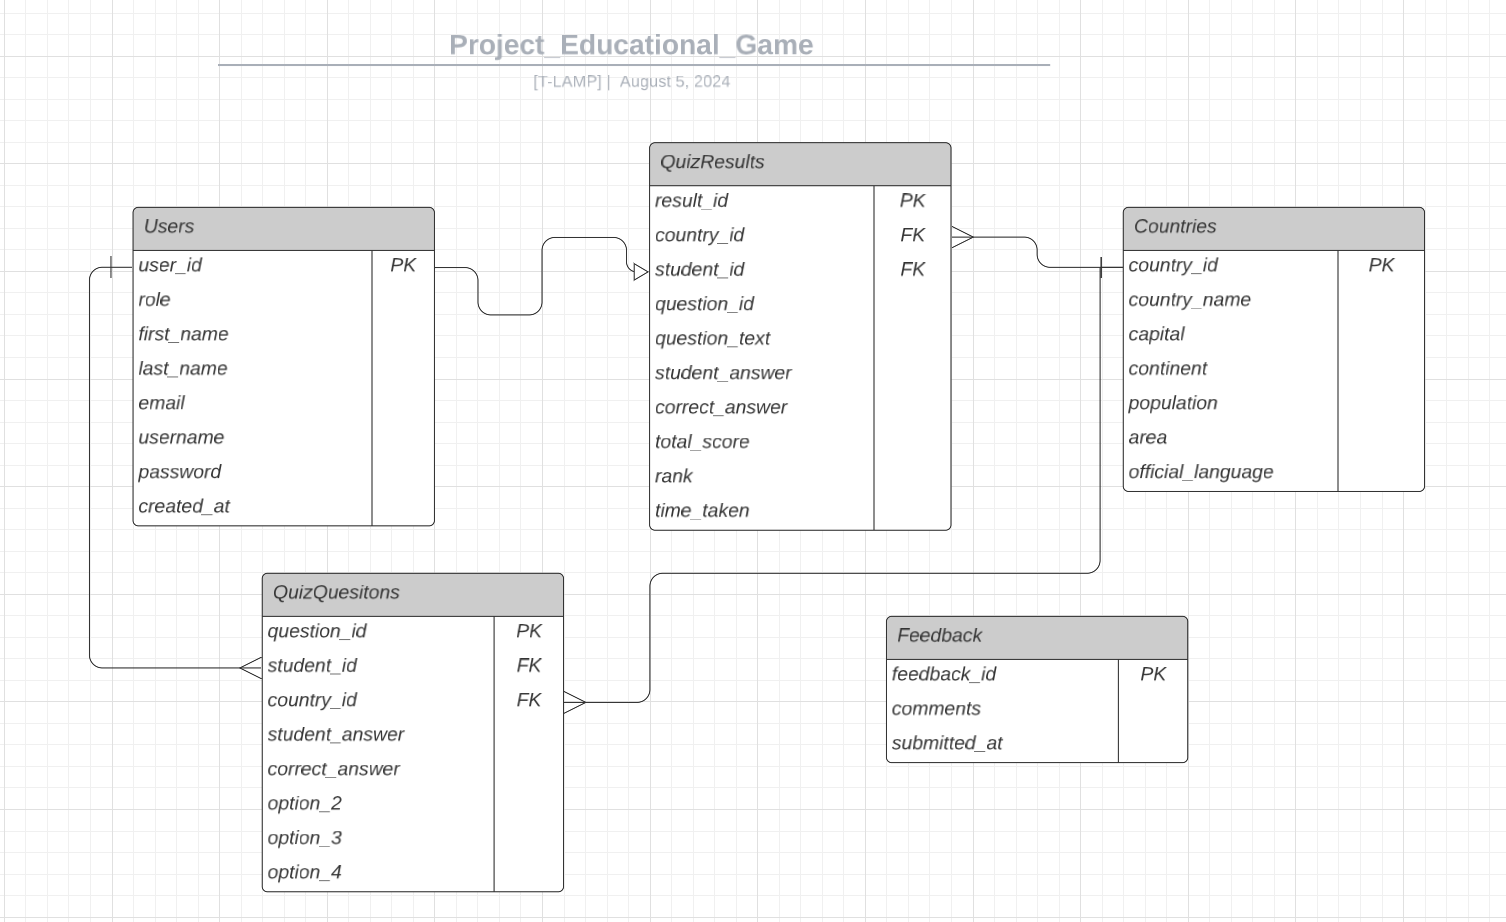 Project_Educational_Game
[T-LAMP] | August 5, 2024
Users
user_id PK
role
first_name
last_name
email
username
password
created_at
QuizResults
result_id PK
country_id FK
student_id FK
question_id
question_text
student_answer
correct_answer
total_score
rank
time_taken
Countries
country_id PK
country_name
capital
continent
population
area
official_language
QuizQuesitons
question_id PK
student_id FK
country_id FK
student_answer
correct_answer
option_2
option_3
option_4
Feedback
feedback_id PK
comments
submitted_at